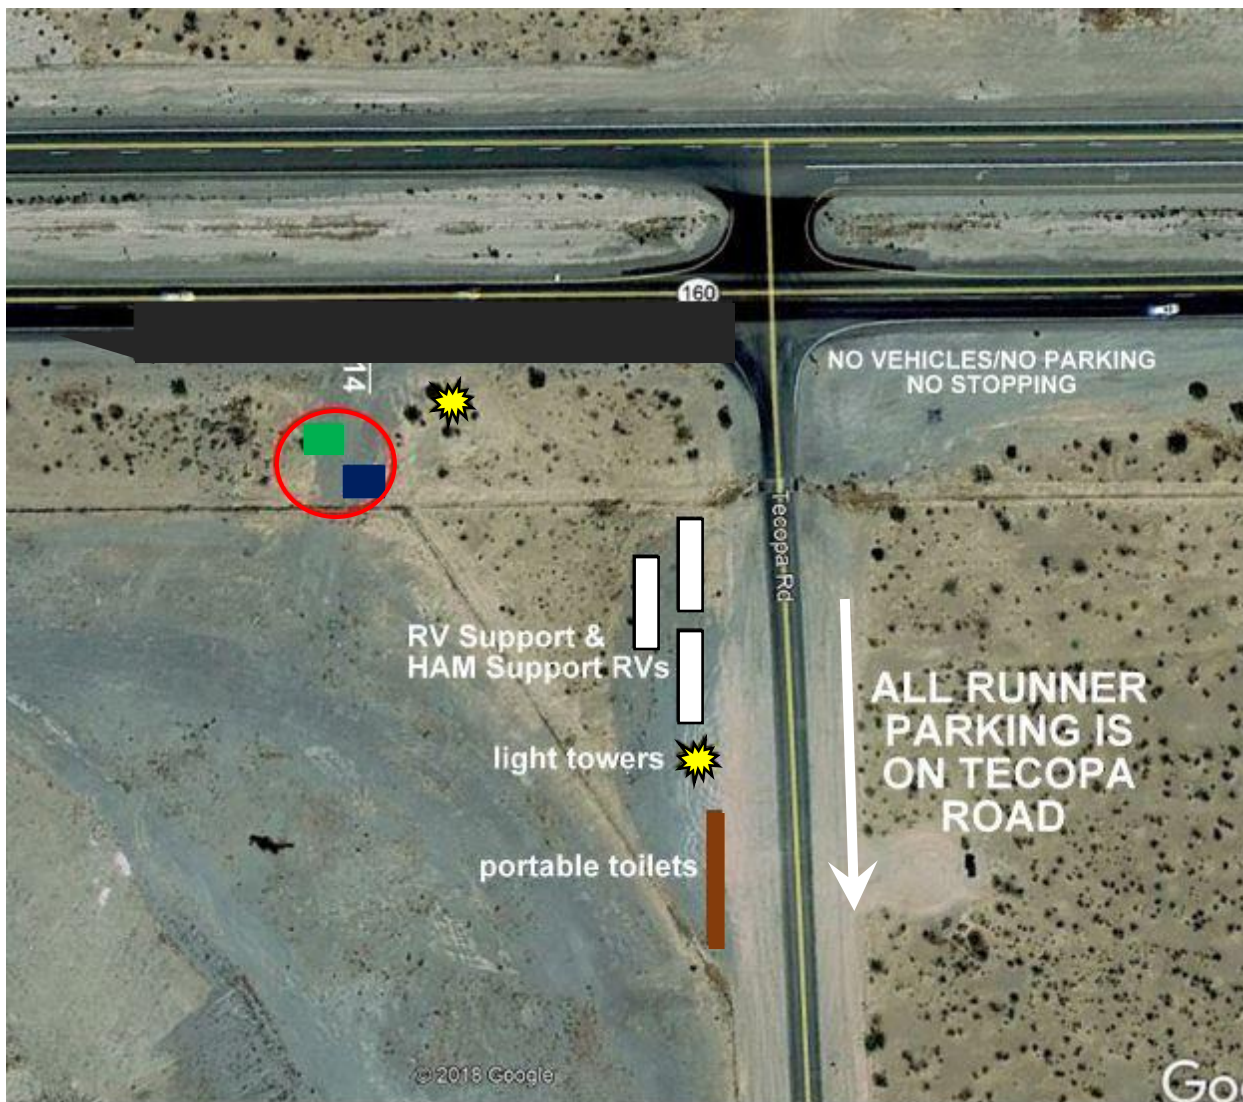 160
14
NO VEHICLES/NO PARKING
NO STOPPING
Tecopa Rd
RV Support &
HAM Support RVs
ALL RUNNER
PARKING IS
ON TECOPA
ROAD
light towers
portable toilets
© 2018 Google
Goo